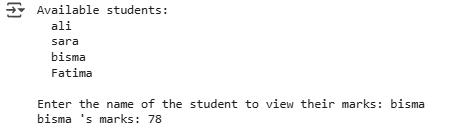 Available students:
ali
sara
bisma
Fatima
Enter the name of the student to view their marks: bisma
bisma 's marks: 78